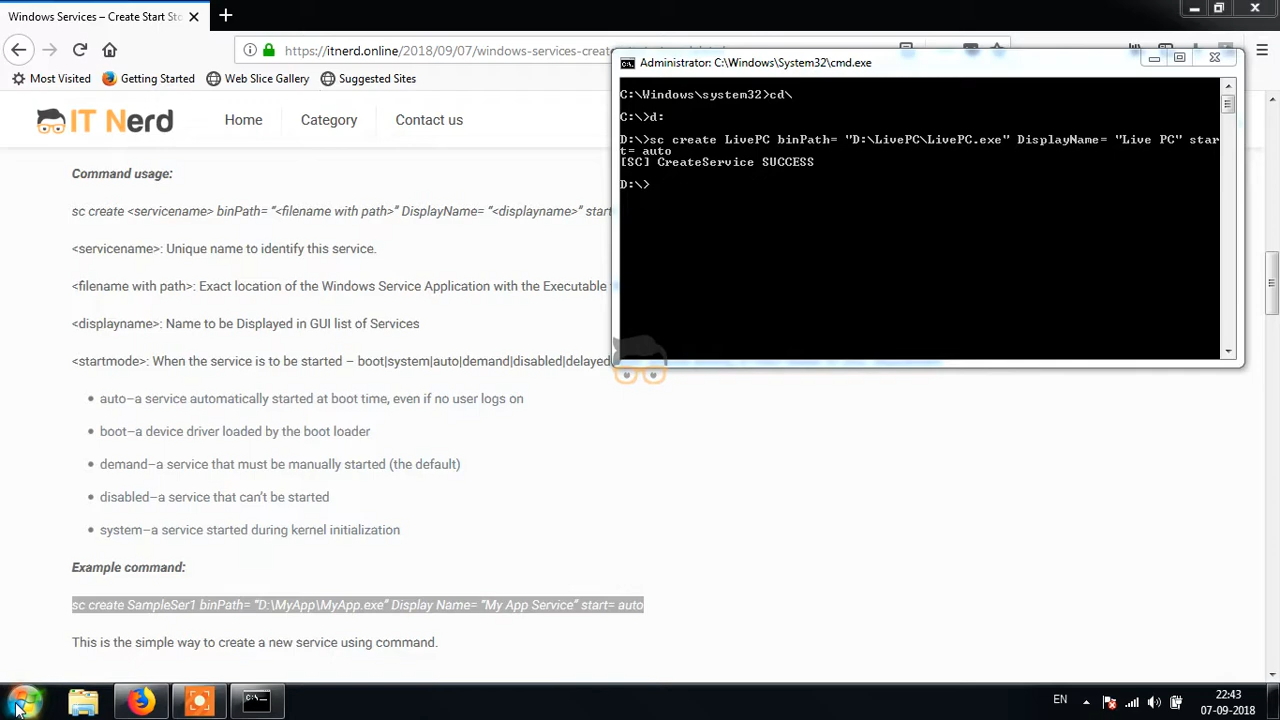 Windows Services – Create Start Sto
https://itnerd.online/2018/09/07/windows-services-create
Most Visited
Getting Started
Web Slice Gallery
Suggested Sites
IT Nerd
Home
Category
Contact us
Command usage:
sc create <servicename> binPath= “<filename with path>” DisplayName= “<displayname>” start
<servicename>: Unique name to identify this service.
<filename with path>: Exact location of the Windows Service Application with the Executable
<displayname>: Name to be Displayed in GUI list of Services
<startmode>: When the service is to be started – boot|system|auto|demand|disabled|delayed
• auto–a service automatically started at boot time, even if no user logs on
• boot–a device driver loaded by the boot loader
• demand–a service that must be manually started (the default)
• disabled–a service that can’t be started
• system–a service started during kernel initialization
Example command:
sc create SampleSer1 binPath= “D:\MyApp\MyApp.exe” Display Name= “My App Service” start= auto
This is the simple way to create a new service using command.
Administrator: C:\Windows\System32\cmd.exe
C:\Windows\system32>cd\
C:\>d:
D:\>sc create LivePC binPath= "D:\LivePC\LivePC.exe" DisplayName= "Live PC" star
t= auto
[SC] CreateService SUCCESS
D:\>
EN
22:43
07-09-2018